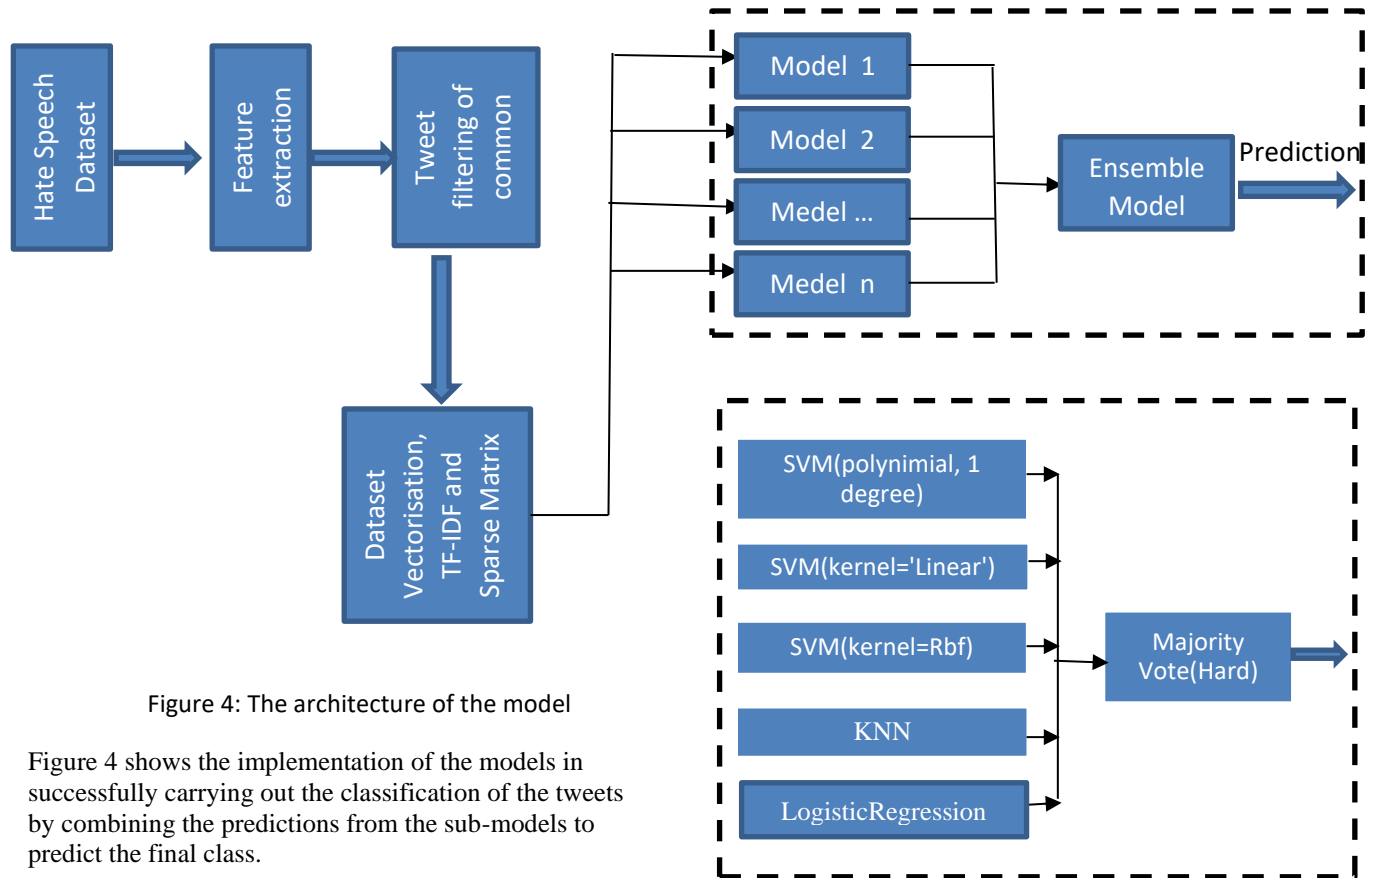 Hate Speech
Dataset
Feature
extraction
Tweet
filtering of
common
Dataset
Vectorisation,
TF-IDF and
Sparse Matrix
Model 1
Model 2
Medel ...
Medel n
Ensemble
Model
Prediction
SVM(polynimial, 1
degree)
SVM(kernel='Linear')
SVM(kernel=Rbf)
KNN
LogisticRegression
Majority
Vote(Hard)
Figure 4: The architecture of the model
Figure 4 shows the implementation of the models in
successfully carrying out the classification of the tweets
by combining the predictions from the sub-models to
predict the final class.